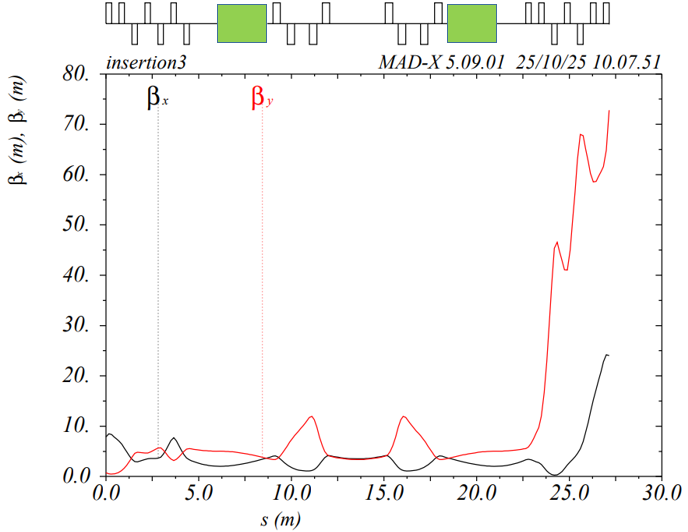 insertion3 MAD-X 5.09.01 25/10/25 10.07.51
80.
βx βy
70.
60.
50.
40.
30.
20.
10.
0.0
βx (m), βy (m)
0.0 5.0 10.0 15.0 20.0 25.0 30.0
s (m)